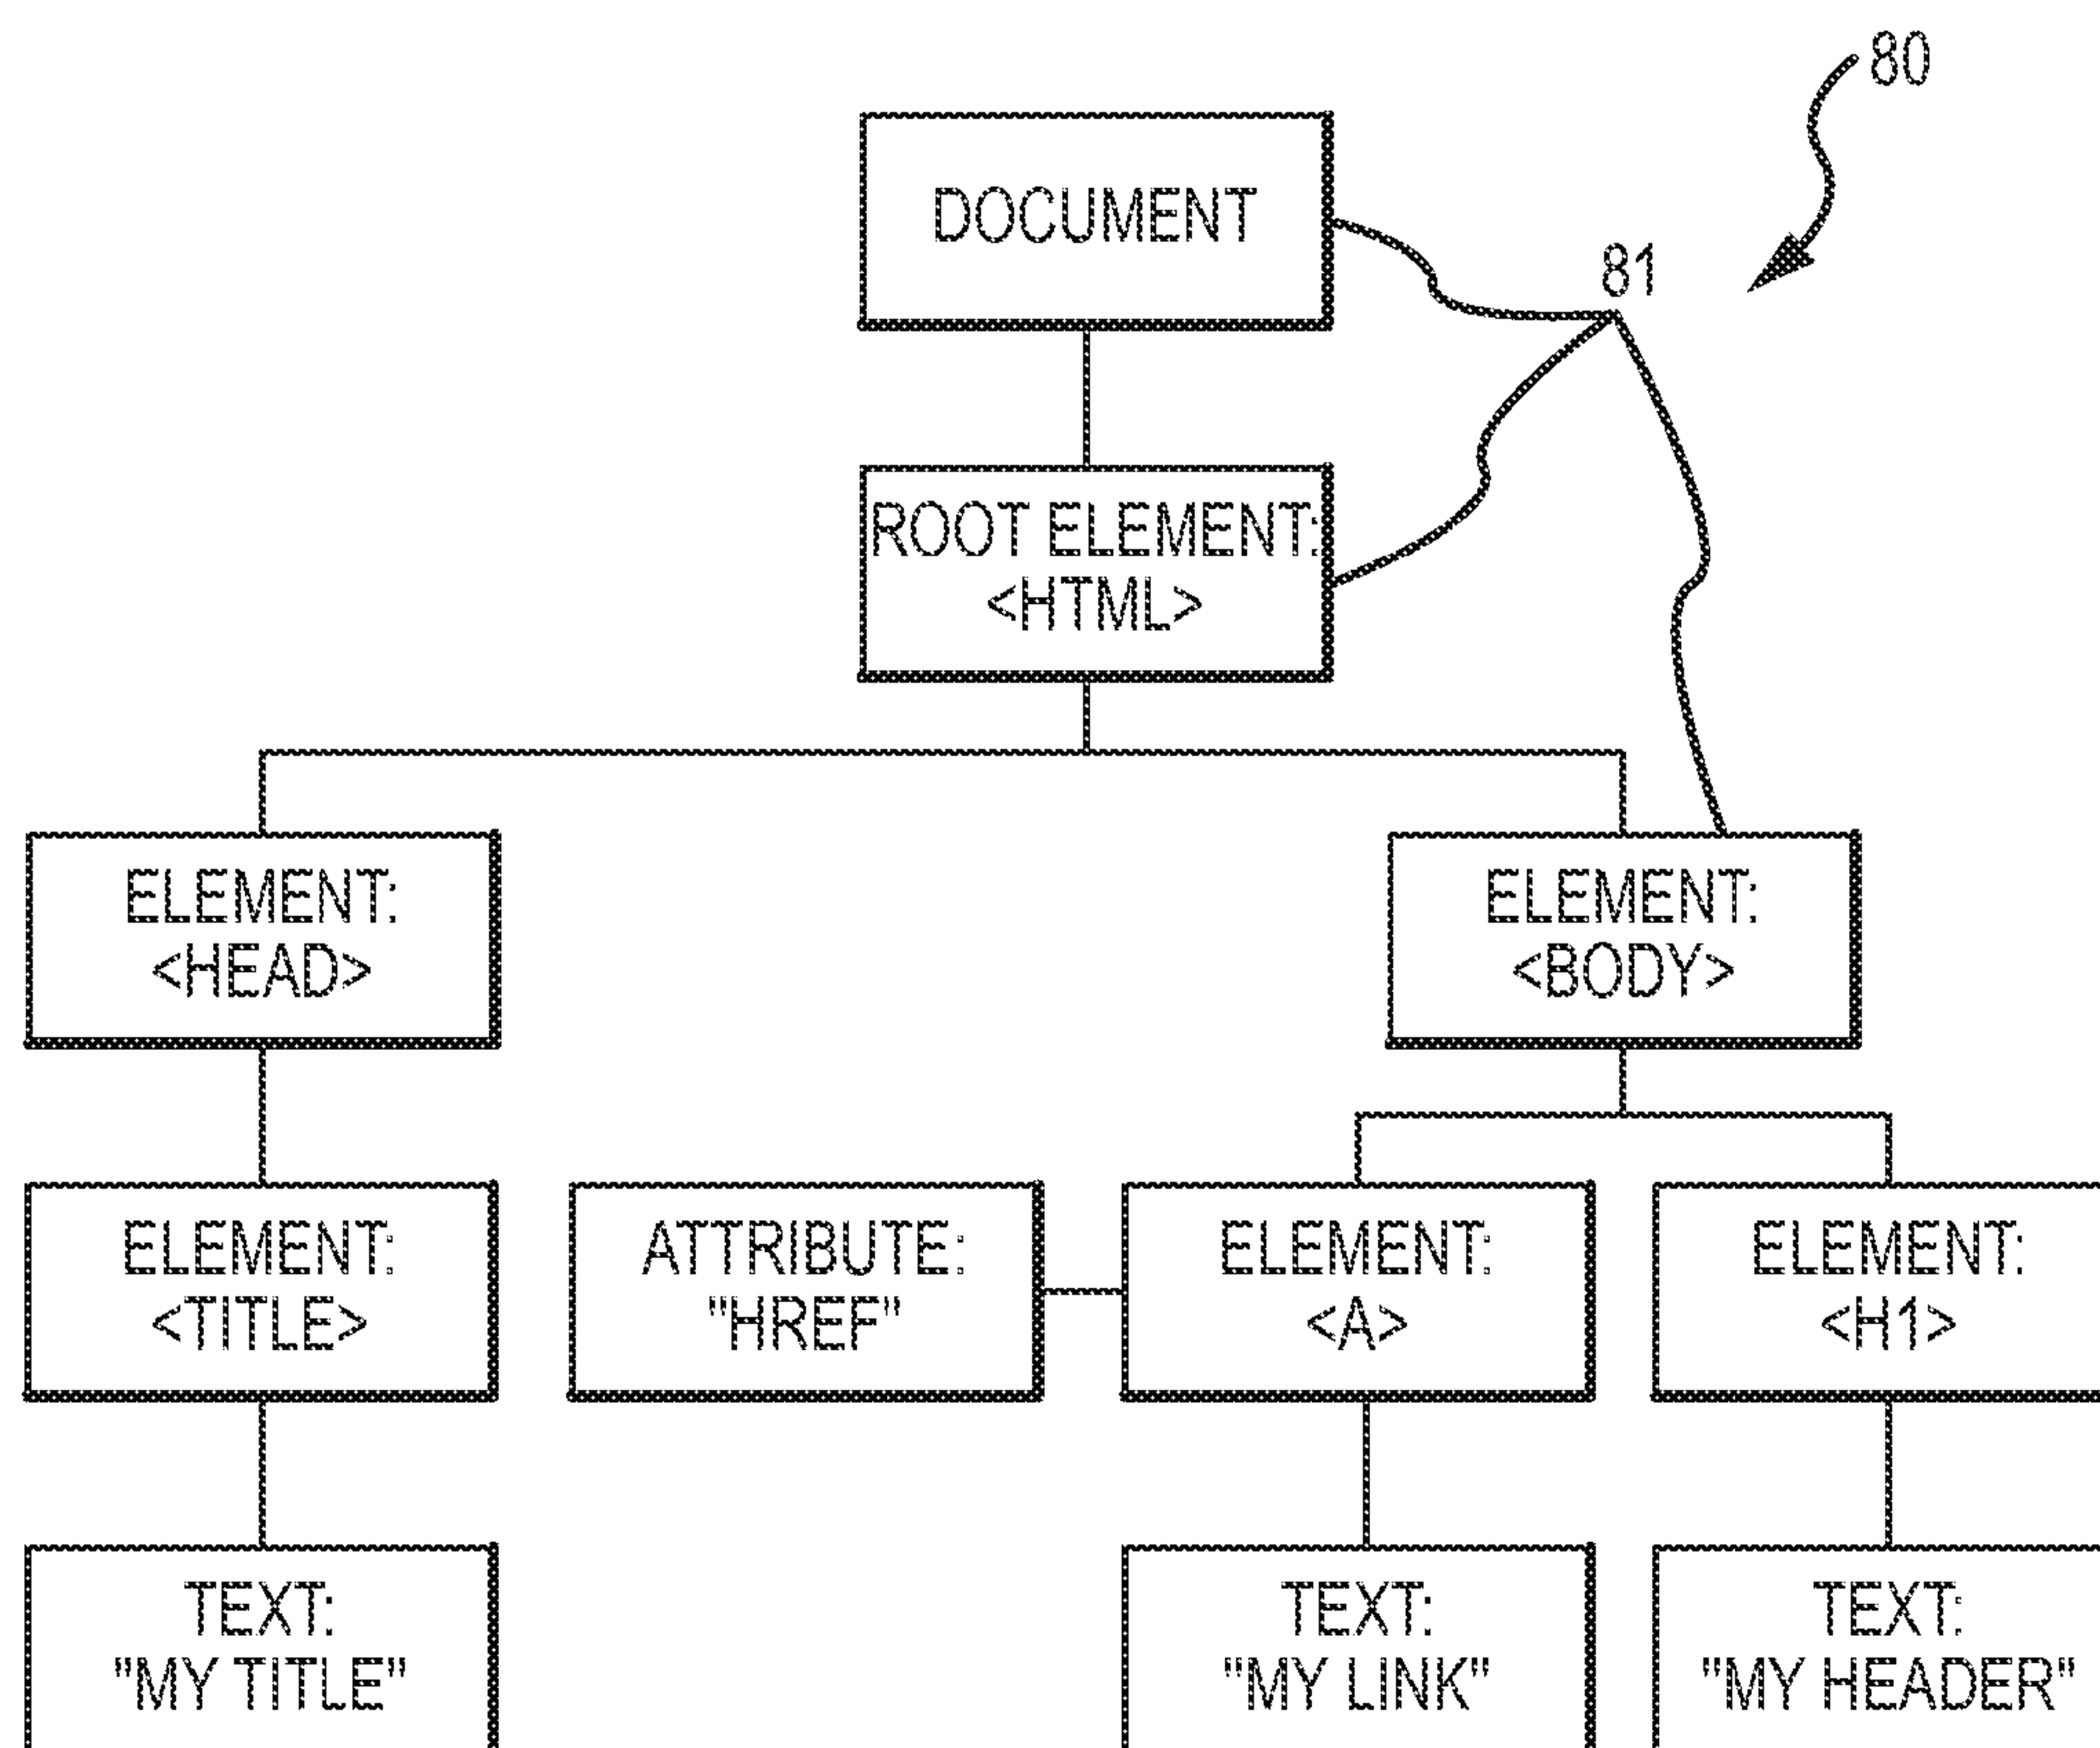 80
DOCUMENT
81
ROOT ELEMENT:
<HTML>
ELEMENT:
<HEAD>
ELEMENT:
<BODY>
ELEMENT:
<TITLE>
ATTRIBUTE:
"HREF"
ELEMENT:
<A>
ELEMENT:
<H1>
TEXT:
"MY TITLE"
TEXT:
"MY LINK"
TEXT:
"MY HEADER"